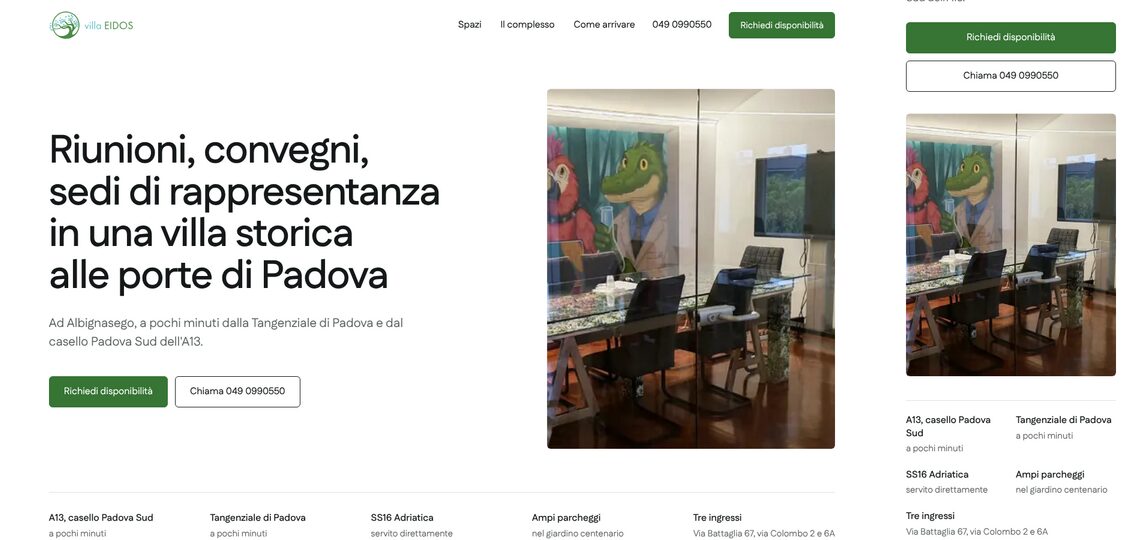 villa EIDOS
Spazi
Il complesso
Come arrivare
049 0990550
Richiedi disponibilità
Riunioni, convegni,
sedi di rappresentanza
in una villa storica
alle porte di Padova
Ad Albignasego, a pochi minuti dalla Tangenziale di Padova e dal
casello Padova Sud dell'A13.
Richiedi disponibilità
Chiama 049 0990550
A13, casello Padova Sud
a pochi minuti
Tangenziale di Padova
a pochi minuti
SS16 Adriatica
servito direttamente
Ampi parcheggi
nel giardino centenario
Tre ingressi
Via Battaglia 67, via Colombo 2 e 6A
Richiedi disponibilità
Chiama 049 0990550
A13, casello Padova
Sud
a pochi minuti
Tangenziale di Padova
a pochi minuti
SS16 Adriatica
servito direttamente
Ampi parcheggi
nel giardino centenario
Tre ingressi
Via Battaglia 67, via Colombo 2 e 6A